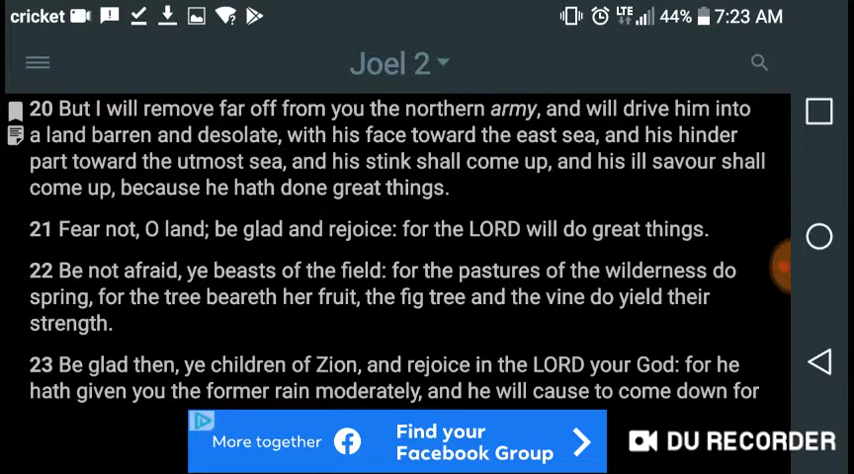 cricket LTE 44% 7:23 AM
Joel 2
20 But I will remove far off from you the northern army, and will drive him into
a land barren and desolate, with his face toward the east sea, and his hinder
part toward the utmost sea, and his stink shall come up, and his ill savour shall
come up, because he hath done great things.
21 Fear not, O land; be glad and rejoice: for the LORD will do great things.
22 Be not afraid, ye beasts of the field: for the pastures of the wilderness do
spring, for the tree beareth her fruit, the fig tree and the vine do yield their
strength.
23 Be glad then, ye children of Zion, and rejoice in the LORD your God: for he
hath given you the former rain moderately, and he will cause to come down for
More together
Find your
Facebook Group
DU RECORDER